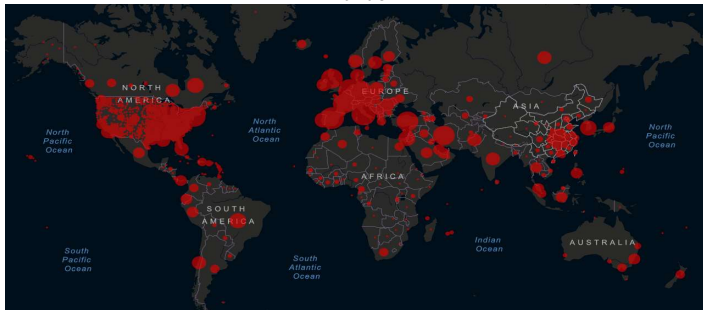 NORTH
AMERICA
EUROPE
ASIA
North
Pacific
Ocean
North
Atlantic
Ocean
North
Pacific
Ocean
AFRICA
SOUTH
AMERICA
South
Pacific
Ocean
South
Atlantic
Ocean
Indian
Ocean
AUSTRALIA